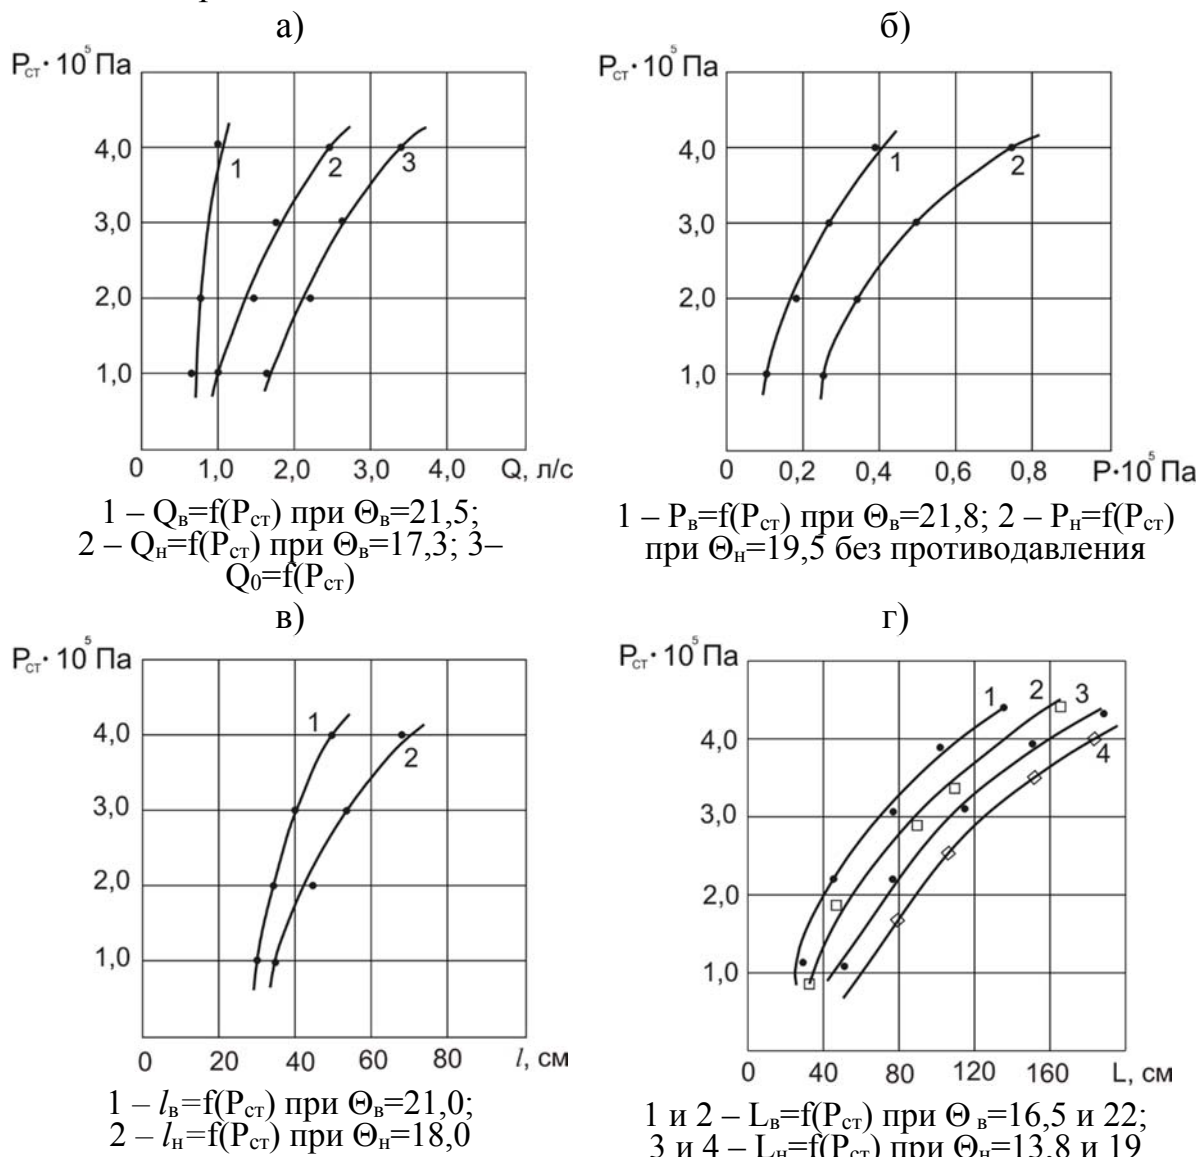 а)
Pст· 10⁵ Па
4,0
3,0
2,0
1,0
1
2
3
0 1,0 2,0 3,0 4,0 Q, л/с
1 – Qв=f(Pст) при Θв=21,5;
2 – Qн=f(Pст) при Θв=17,3; 3–
Q0=f(Pст)
б)
Pст· 10⁵ Па
4,0
3,0
2,0
1,0
1
2
0 0,2 0,4 0,6 0,8 P·10⁵ Па
1 – Pв=f(Pст) при Θв=21,8; 2 – Pн=f(Pст)
при Θн=19,5 без противодавления
в)
Pст· 10⁵ Па
4,0
3,0
2,0
1,0
1
2
0 20 40 60 80 l, см
1 – lв=f(Pст) при Θв=21,0;
2 – lн=f(Pст) при Θн=18,0
г)
Pст· 10⁵ Па
4,0
3,0
2,0
1,0
1
2
3
4
0 40 80 120 160 L, см
1 и 2 – Lв=f(Pст) при Θ в=16,5 и 22;
3 и 4 – Lн=f(Pст) при Θн=13,8 и 19